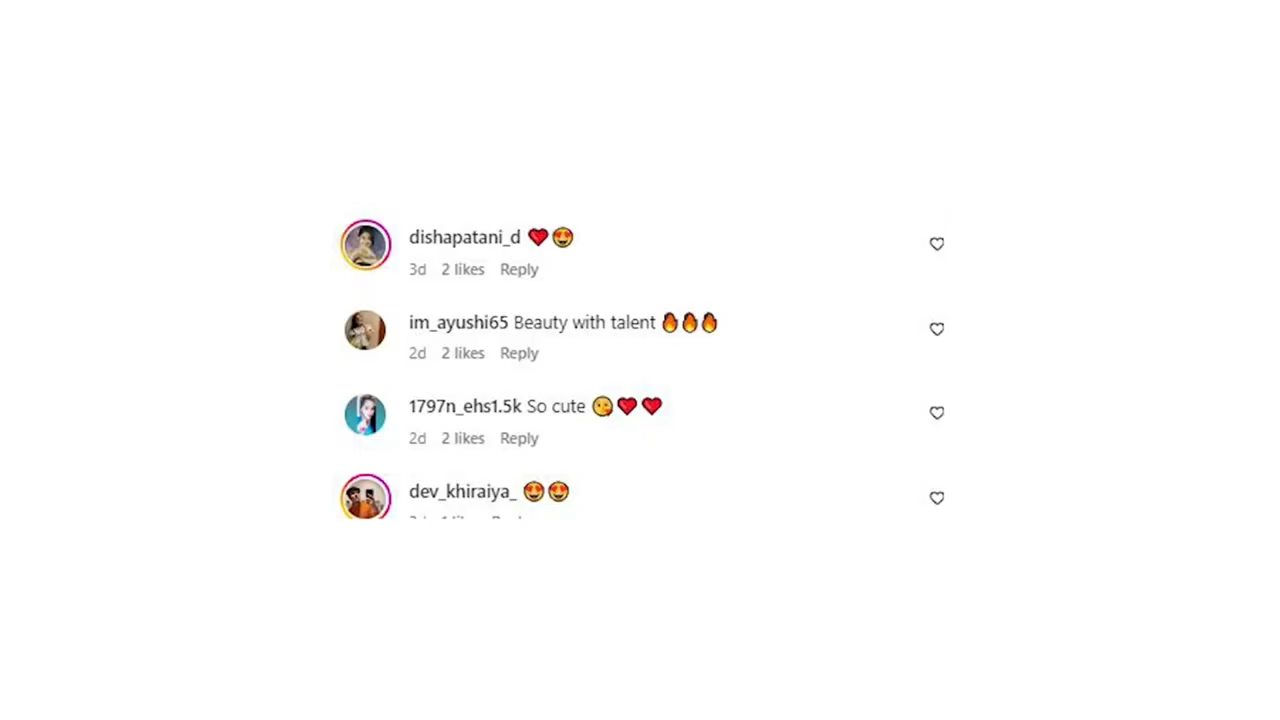 dishapatani_d ❤😍
3d 2 likes Reply
im_ayushi65 Beauty with talent 🔥🔥🔥
2d 2 likes Reply
1797n_ehs1.5k So cute 😘❤❤
2d 2 likes Reply
dev_khiraiya_ 😍😍